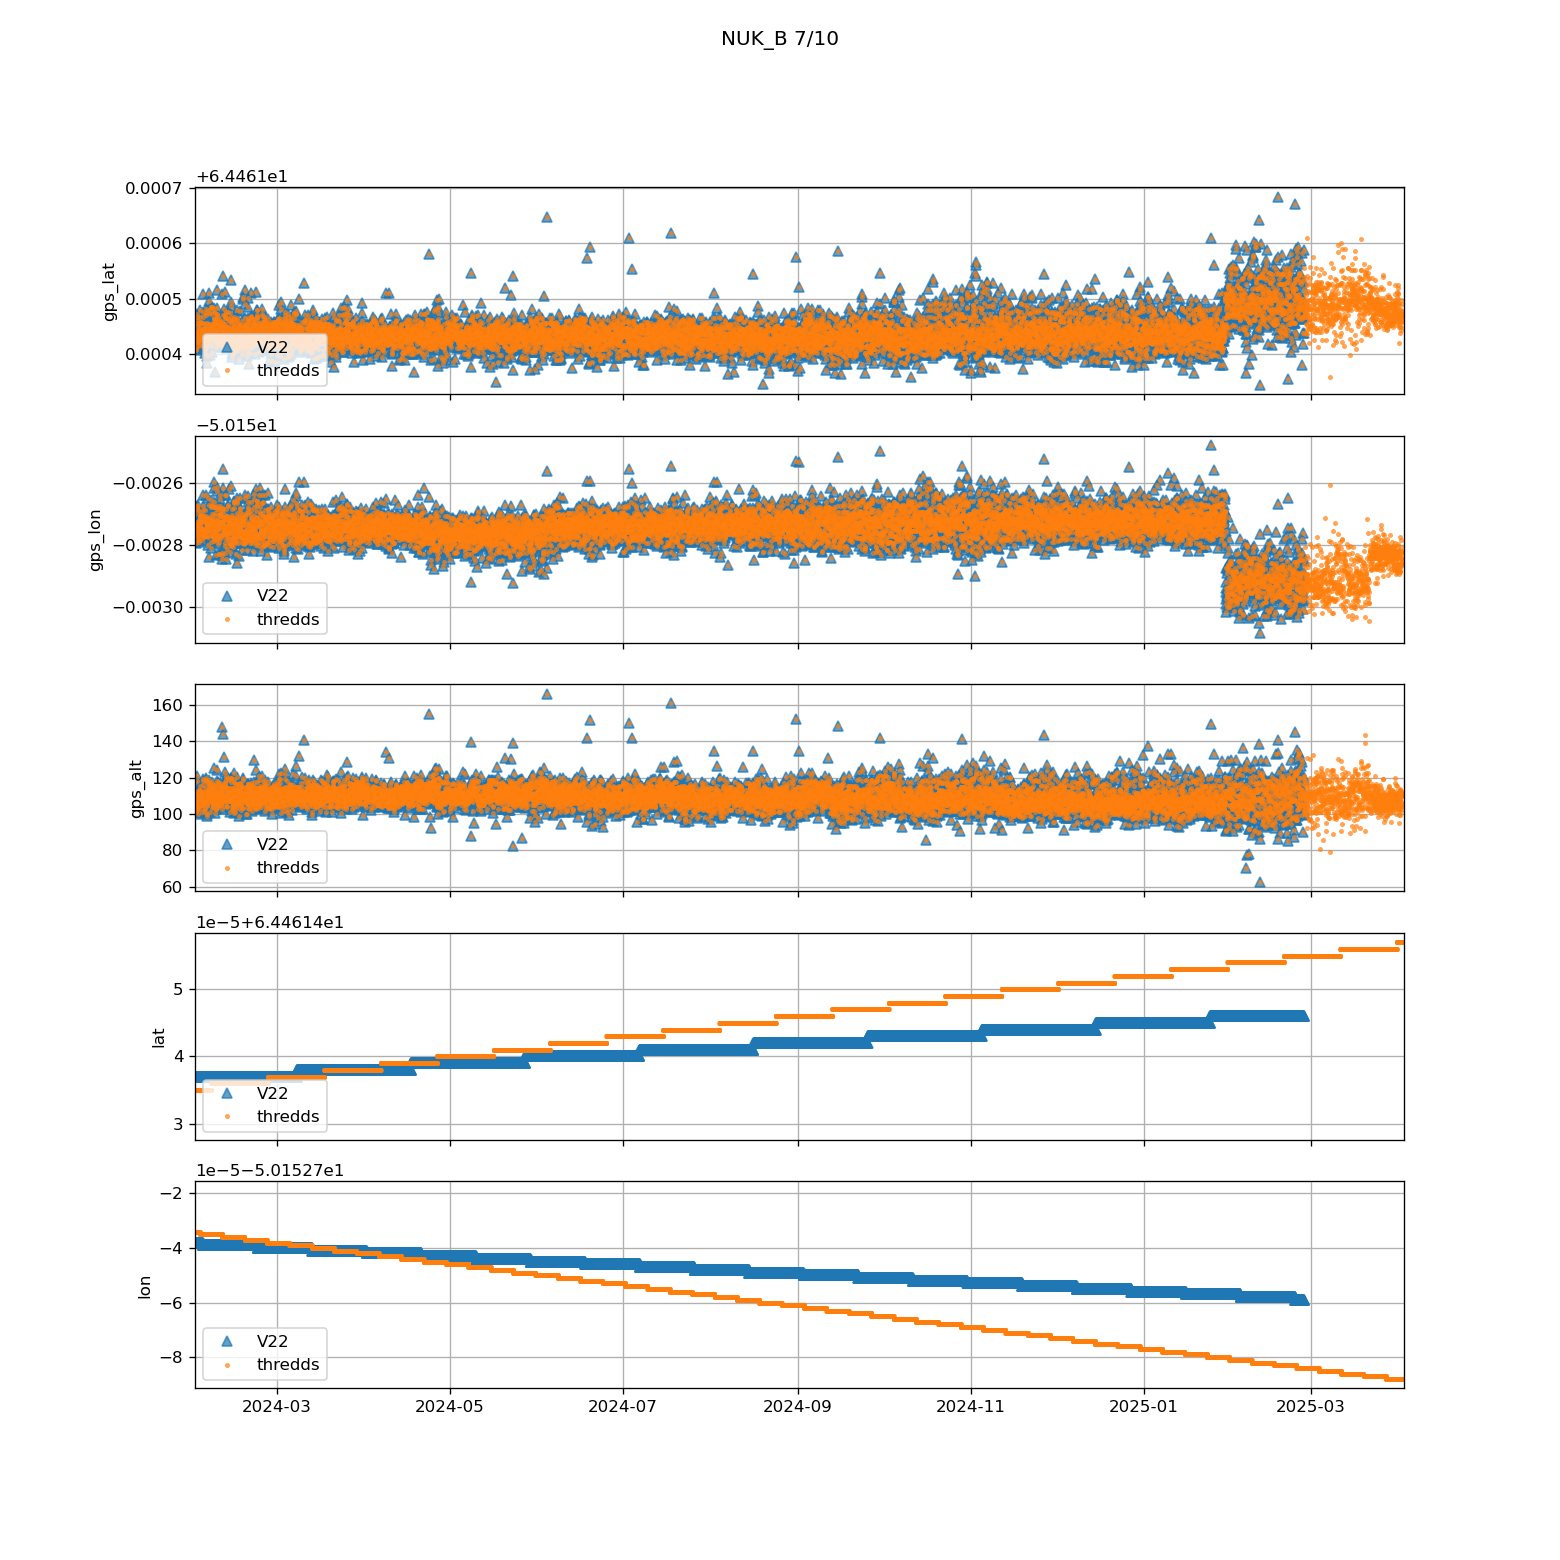 NUK_B 7/10
+6.4461e1
0.0007
0.0006
0.0005
0.0004
gps_lat
V22
thredds
−5.015e1
−0.0026
−0.0028
−0.0030
gps_lon
V22
thredds
160
140
120
100
80
60
gps_alt
V22
thredds
1e−5+6.44614e1
5
4
3
lat
V22
thredds
1e−5−5.01527e1
−2
−4
−6
−8
lon
V22
thredds
2024-03 2024-05 2024-07 2024-09 2024-11 2025-01 2025-03